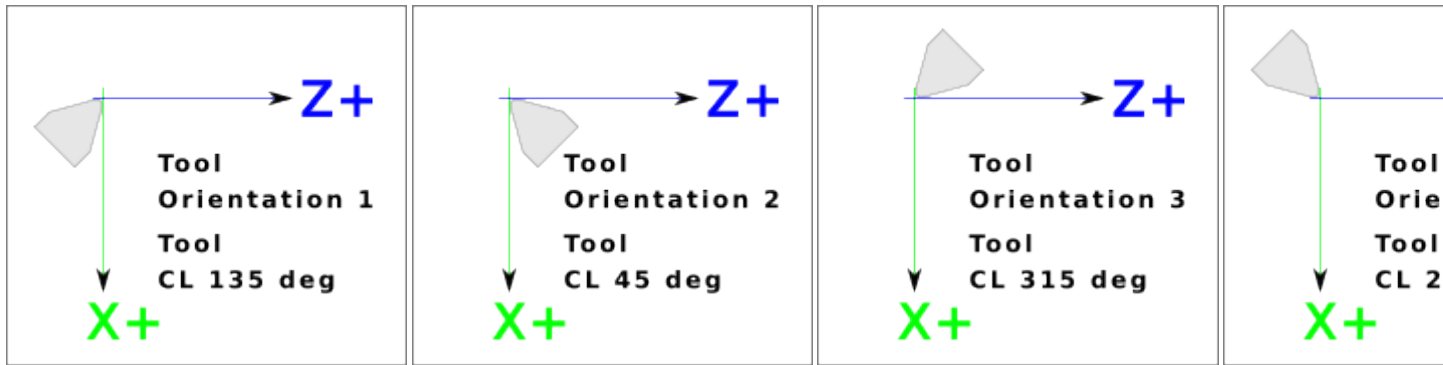 Z+
Tool
Orientation 1
Tool
CL 135 deg
X+
Z+
Tool
Orientation 2
Tool
CL 45 deg
X+
Z+
Tool
Orientation 3
Tool
CL 315 deg
X+
Tool
Tool
X+